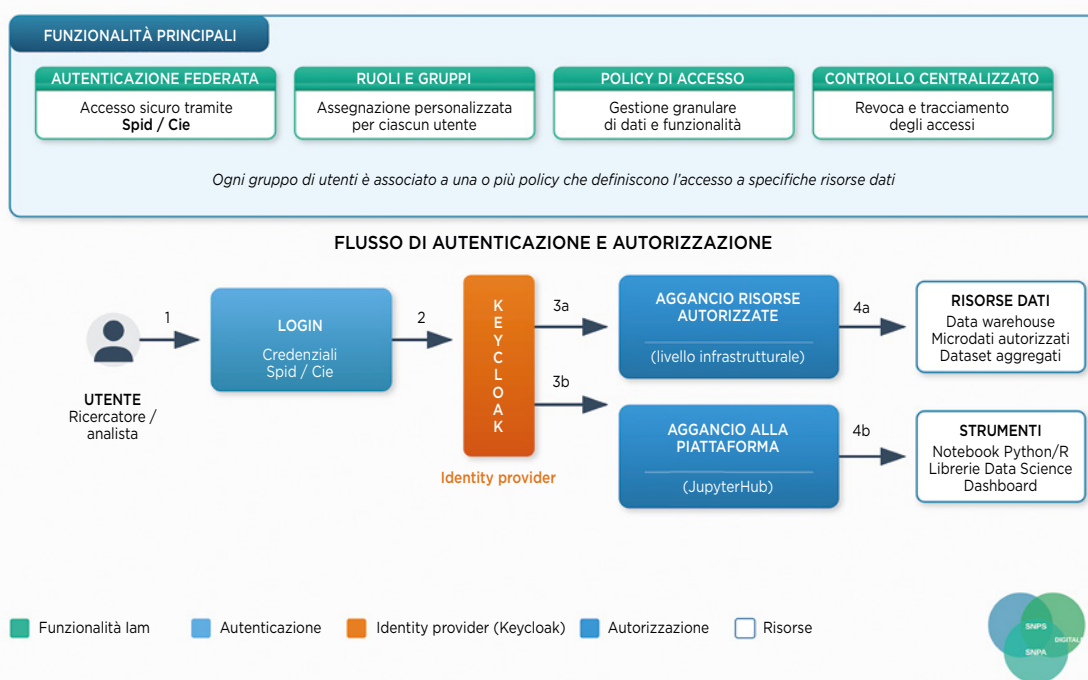 FUNZIONALITÀ PRINCIPALI
AUTENTICAZIONE FEDERATA
Accesso sicuro tramite
Spid / Cie
RUOLI E GRUPPI
Assegnazione personalizzata
per ciascun utente
POLICY DI ACCESSO
Gestione granulare
di dati e funzionalità
CONTROLLO CENTRALIZZATO
Revoca e tracciamento
degli accessi
Ogni gruppo di utenti è associato a una o più policy che definiscono l'accesso a specifiche risorse dati
FLUSSO DI AUTENTICAZIONE E AUTORIZZAZIONE
UTENTE
Ricercatore /
analista
1
LOGIN
Credenziali
Spid / Cie
2
KEYCLOAK
Identity provider
3a
3b
AGGANCIO RISORSE
AUTORIZZATE
(livello infrastrutturale)
AGGANCIO ALLA
PIATTAFORMA
(JupyterHub)
4a
4b
RISORSE DATI
Data warehouse
Microdati autorizzati
Dataset aggregati
STRUMENTI
Notebook Python/R
Librerie Data Science
Dashboard
Funzionalità Iam
Autenticazione
Identity provider (Keycloak)
Autorizzazione
Risorse
SNPS
DIGITALE
SNPA